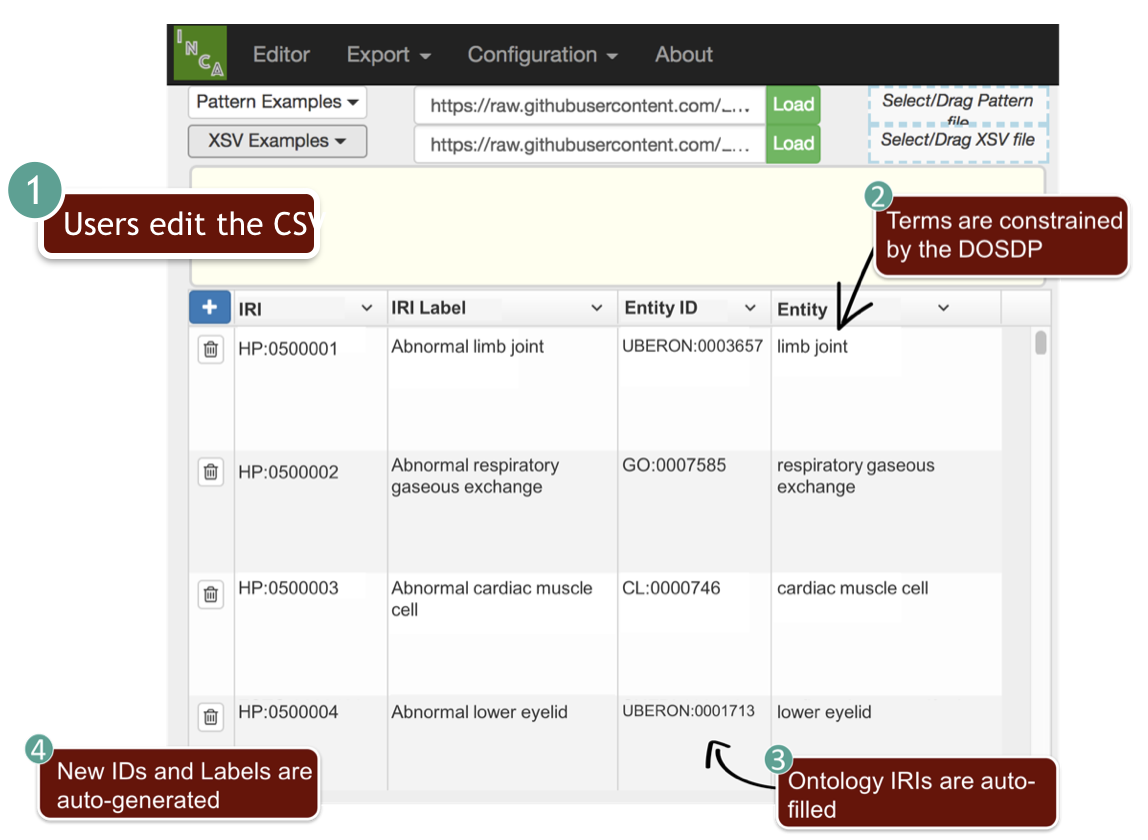 INCA
Editor Export Configuration About
Pattern Examples https://raw.githubusercontent.com/_... Load Select/Drag Pattern
file
XSV Examples https://raw.githubusercontent.com/_... Load Select/Drag XSV file
1
Users edit the CSV
2
Terms are constrained
by the DOSDP
+ IRI IRI Label Entity ID Entity
HP:0500001 Abnormal limb joint UBERON:0003657 limb joint
HP:0500002 Abnormal respiratory GO:0007585 respiratory gaseous
gaseous exchange exchange
HP:0500003 Abnormal cardiac muscle CL:0000746 cardiac muscle cell
cell
HP:0500004 Abnormal lower eyelid UBERON:0001713 lower eyelid
4
New IDs and Labels are
auto-generated
3
Ontology IRIs are auto-
filled